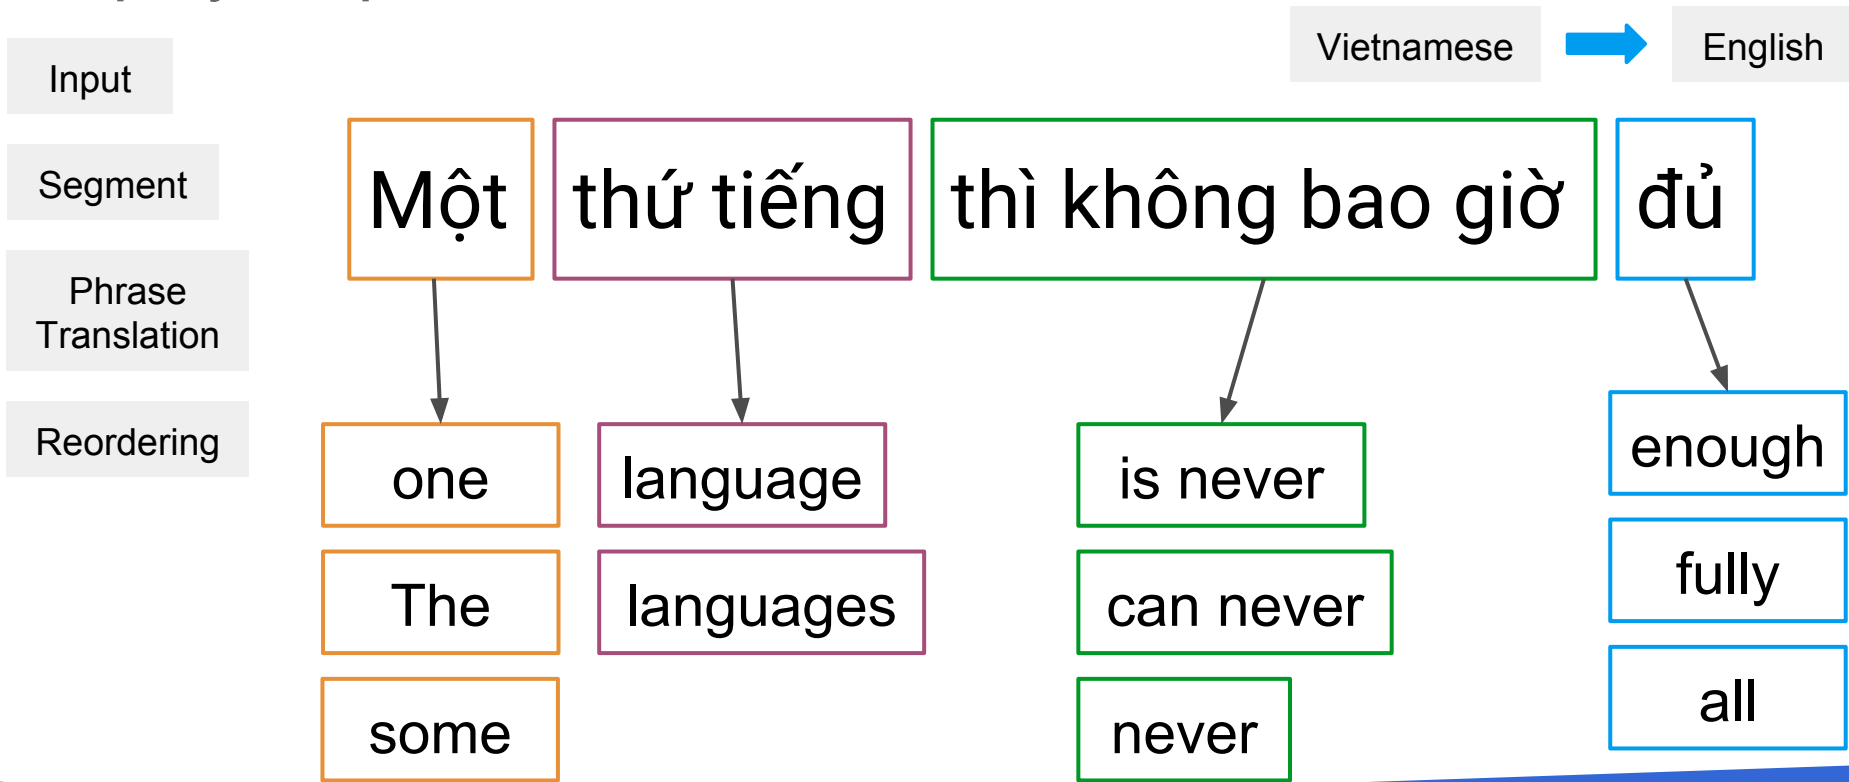 Vietnamese English
Input
Segment
Phrase
Translation
Reordering
Một thứ tiếng thì không bao giờ đủ
one language is never enough
The languages can never fully
some never all